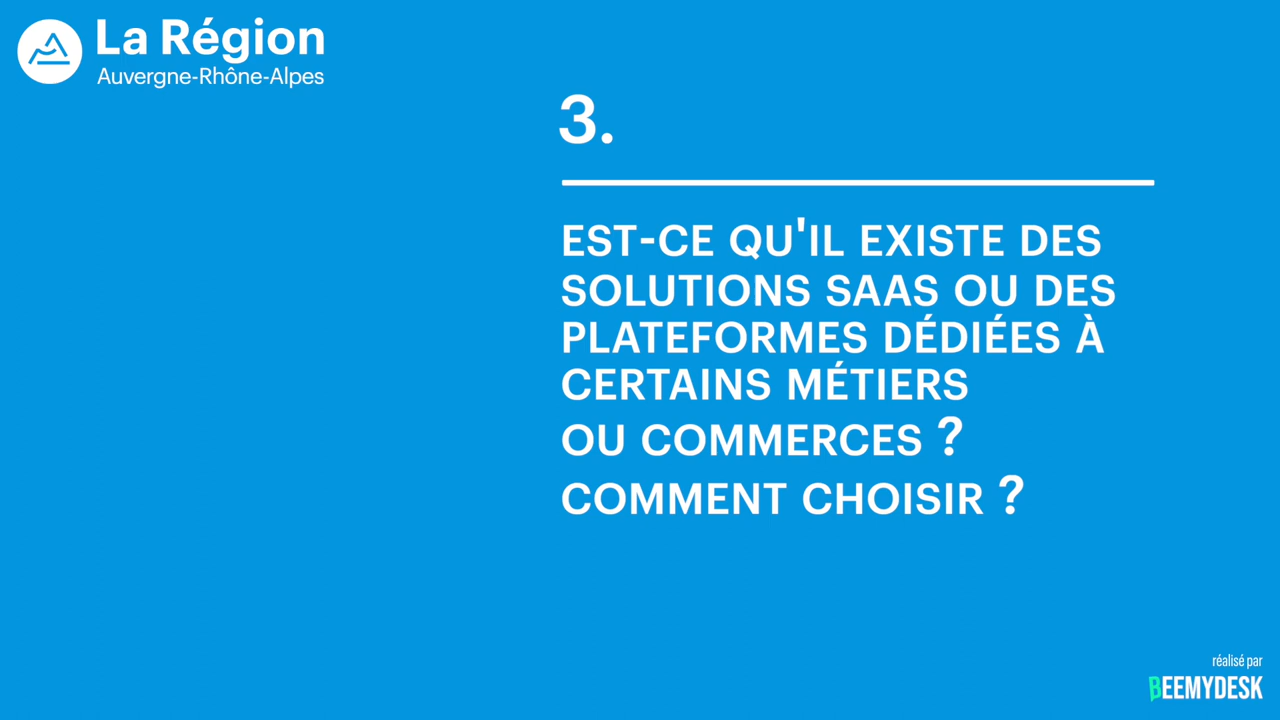 La Région
Auvergne-Rhône-Alpes
3.
EST-CE QU'IL EXISTE DES
SOLUTIONS SAAS OU DES
PLATEFORMES DÉDIÉES À
CERTAINS MÉTIERS
OU COMMERCES ?
COMMENT CHOISIR ?
réalisé par
BEEMYDESK